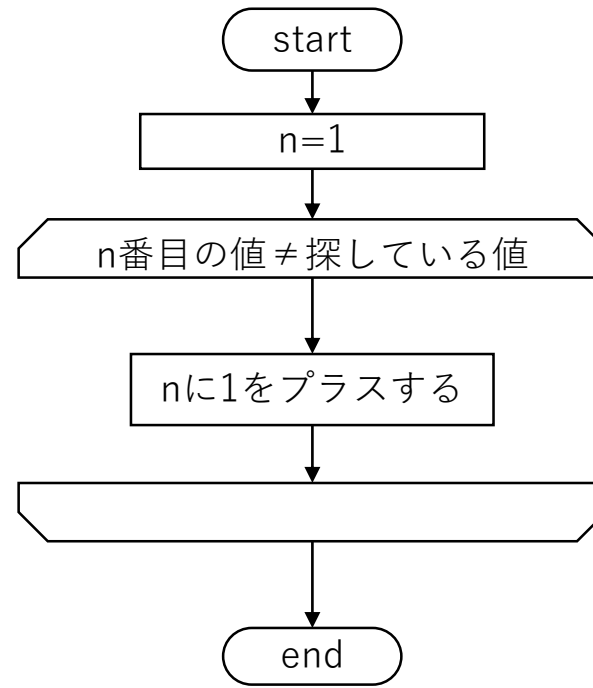 start
n=1
n番目の値≠探している値
nに1をプラスする
end